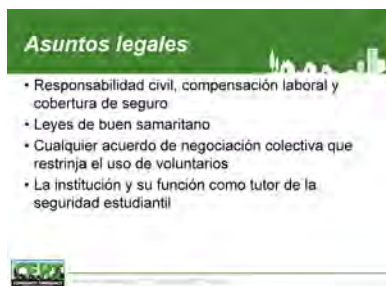 Asuntos legales
• Responsabilidad civil, compensación laboral y
cobertura de seguro
• Leyes de buen samaritano
• Cualquier acuerdo de negociación colectiva que
restrinja el uso de voluntarios
• La institución y su función como tutor de la
seguridad estudiantil